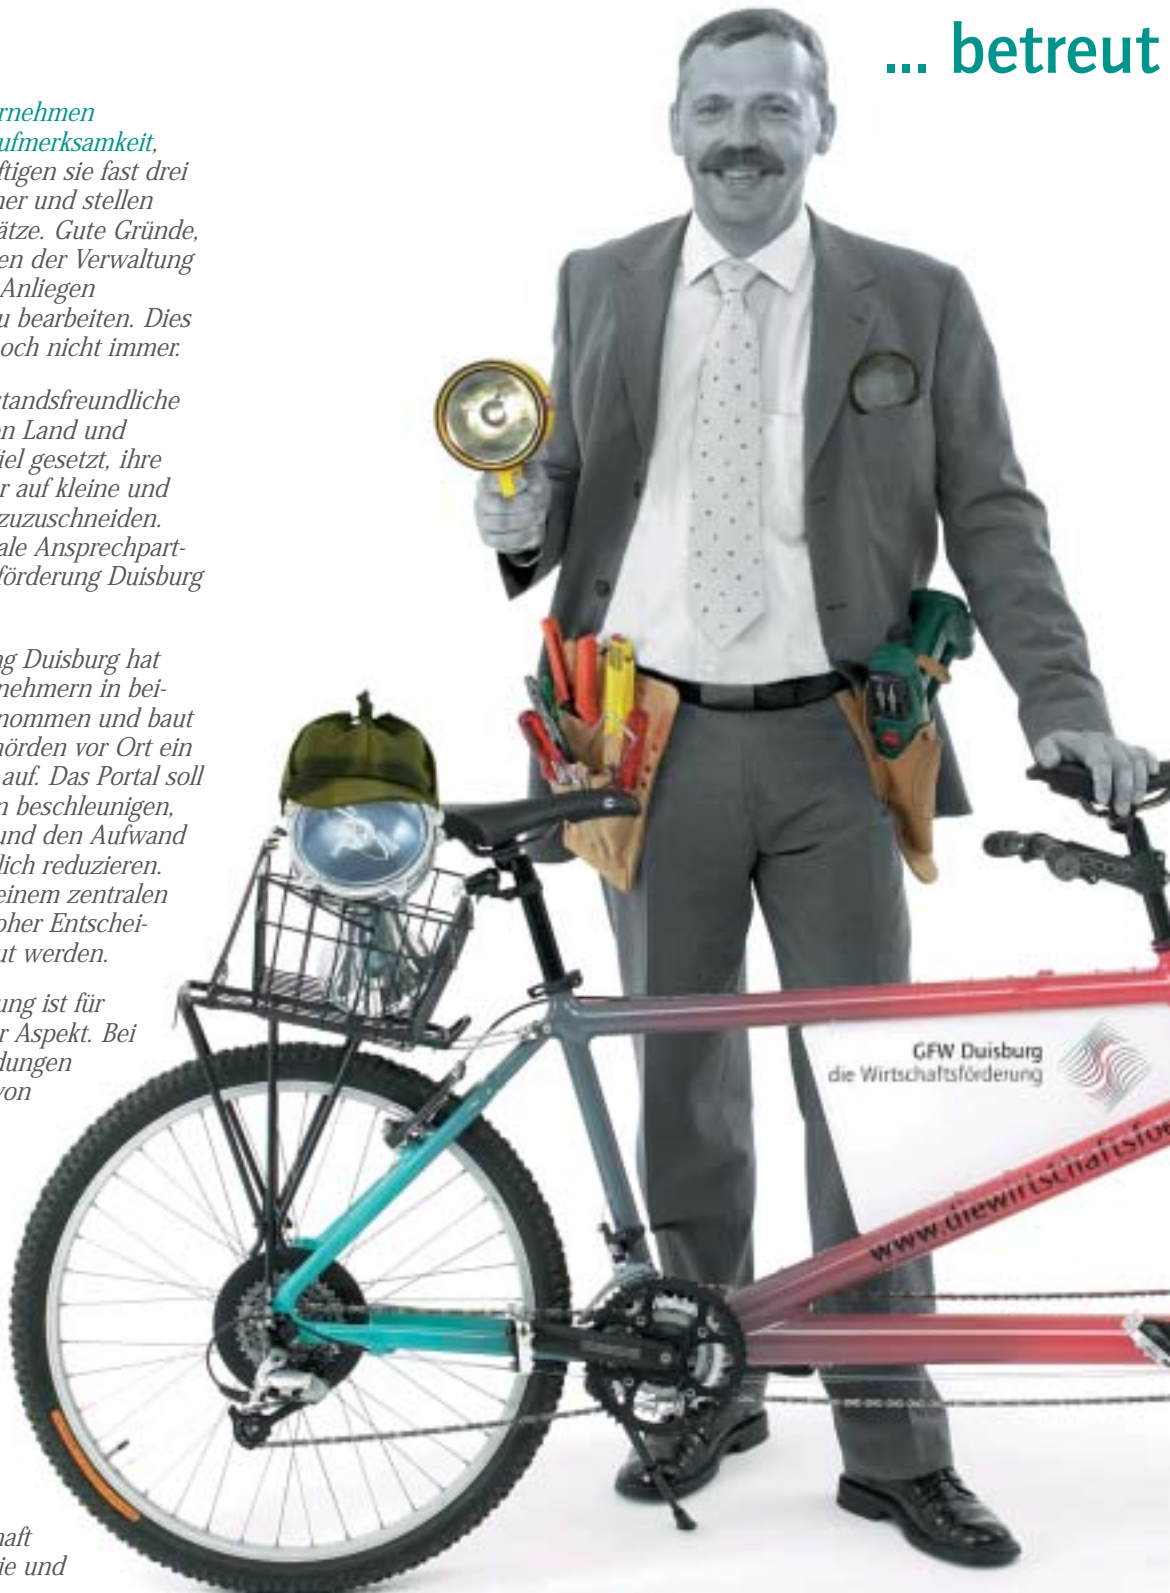 ... betreut
rnehmen
ufmerksamkeit,
ftigen sie fast drei
ner und stellen
ätze. Gute Gründe,
en der Verwaltung
Anliegen
u bearbeiten. Dies
och nicht immer.
tandsfreundliche
on Land und
iel gesetzt, ihre
r auf kleine und
zuzuschneiden.
ale Ansprechpart-
förderung Duisburg
ng Duisburg hat
nehmern in bei-
nommen und baut
hörden vor Ort ein
auf. Das Portal soll
n beschleunigen,
und den Aufwand
lich reduzieren.
einem zentralen
oher Entschei-
ut werden.
ung ist für
r Aspekt. Bei
dungen
von
haft
ie und
GFW Duisburg
die Wirtschaftsförderung
www.diewirtschaftsfor